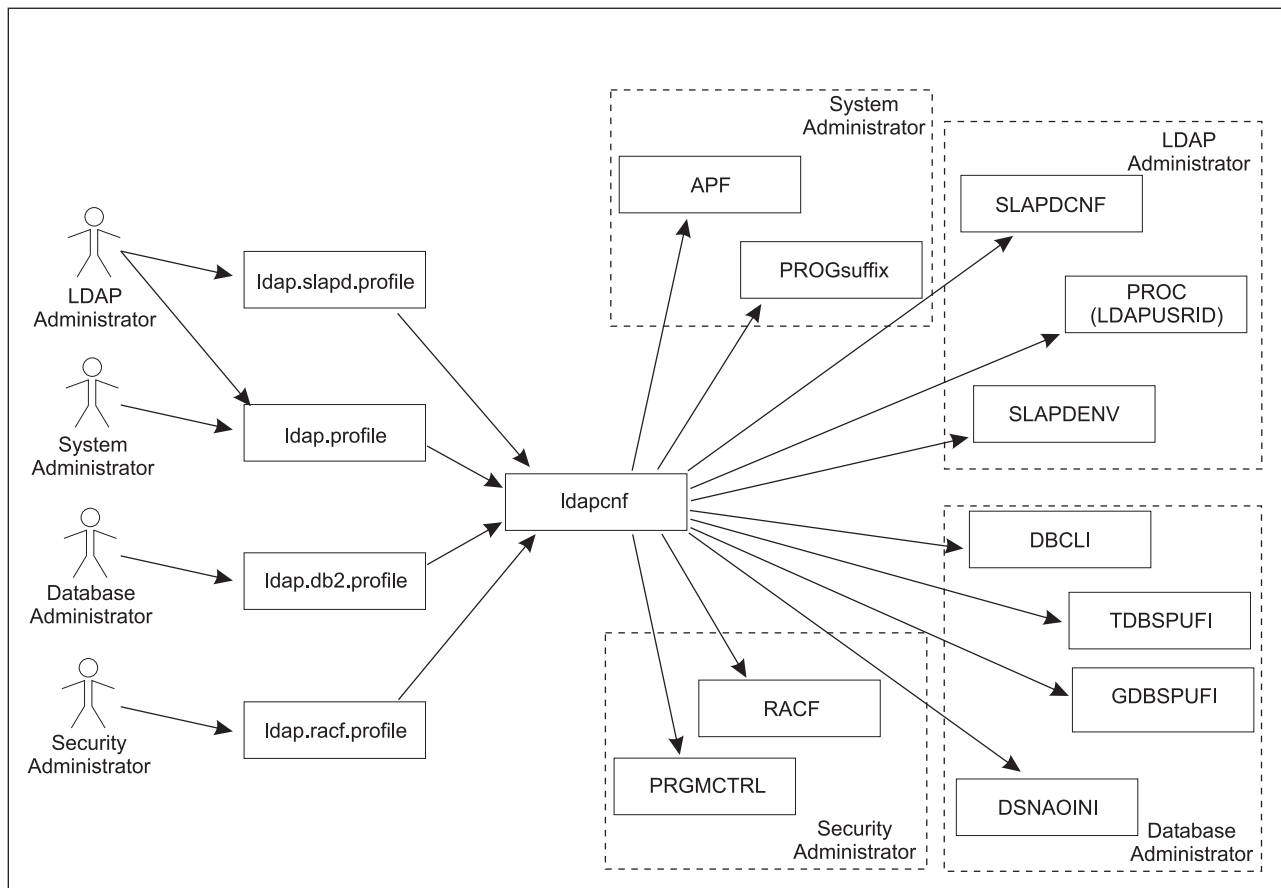 LDAP
Administrator
System
Administrator
Database
Administrator
Security
Administrator
ldap.slapd.profile
ldap.profile
ldap.db2.profile
ldap.racf.profile
ldapcnf
System
Administrator
APF
PROGsuffix
LDAP
Administrator
SLAPDCNF
PROC
(LDAPUSRID)
SLAPDENV
DBCLI
TDBSPUFI
GDBSPUFI
DSNAOINI
Database
Administrator
RACF
PRGMCTRL
Security
Administrator